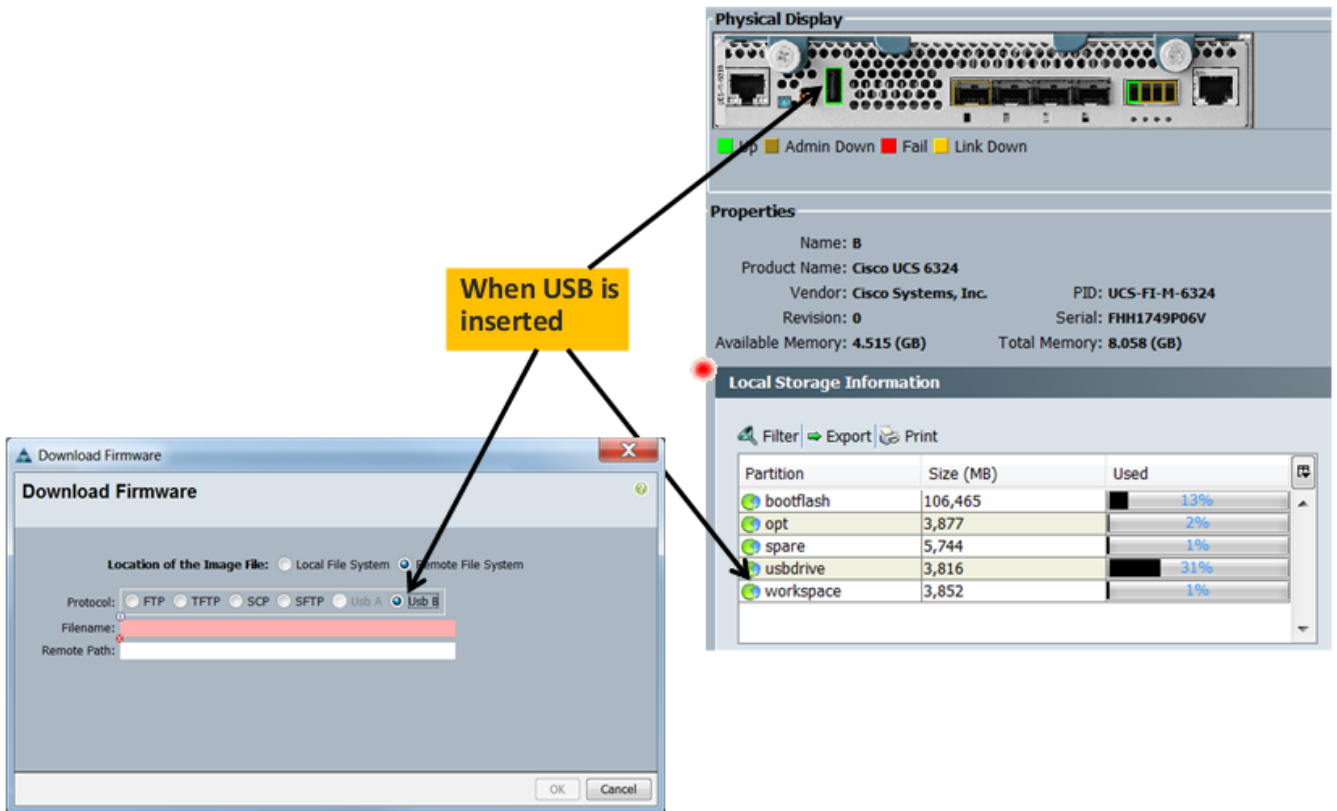 Physical Display
UCS-FI-M-6324
Up Admin Down Fail Link Down
Properties
Name: B
Product Name: Cisco UCS 6324
Vendor: Cisco Systems, Inc. PID: UCS-FI-M-6324
Revision: 0 Serial: FHH1749P06V
Available Memory: 4.515 (GB) Total Memory: 8.058 (GB)
Local Storage Information
Filter Export Print
Partition Size (MB) Used
bootflash 106,465 13%
opt 3,877 2%
spare 5,744 1%
usbdrive 3,816 31%
workspace 3,852 1%
When USB is
inserted
Download Firmware
Download Firmware
Location of the Image File: Local File System Remote File System
Protocol: FTP TFTP SCP SFTP Usb A Usb B
Filename:
Remote Path:
OK Cancel